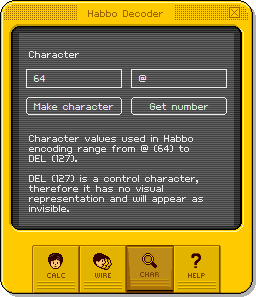 Habbo Decoder
Character
64 @
Make character Get number
Character values used in Habbo
encoding range from @ (64) to
DEL (127).
DEL (127) is a control character,
therefore it has no visual
representation and will appear as
invisible.
CALC WIRE CHAR HELP